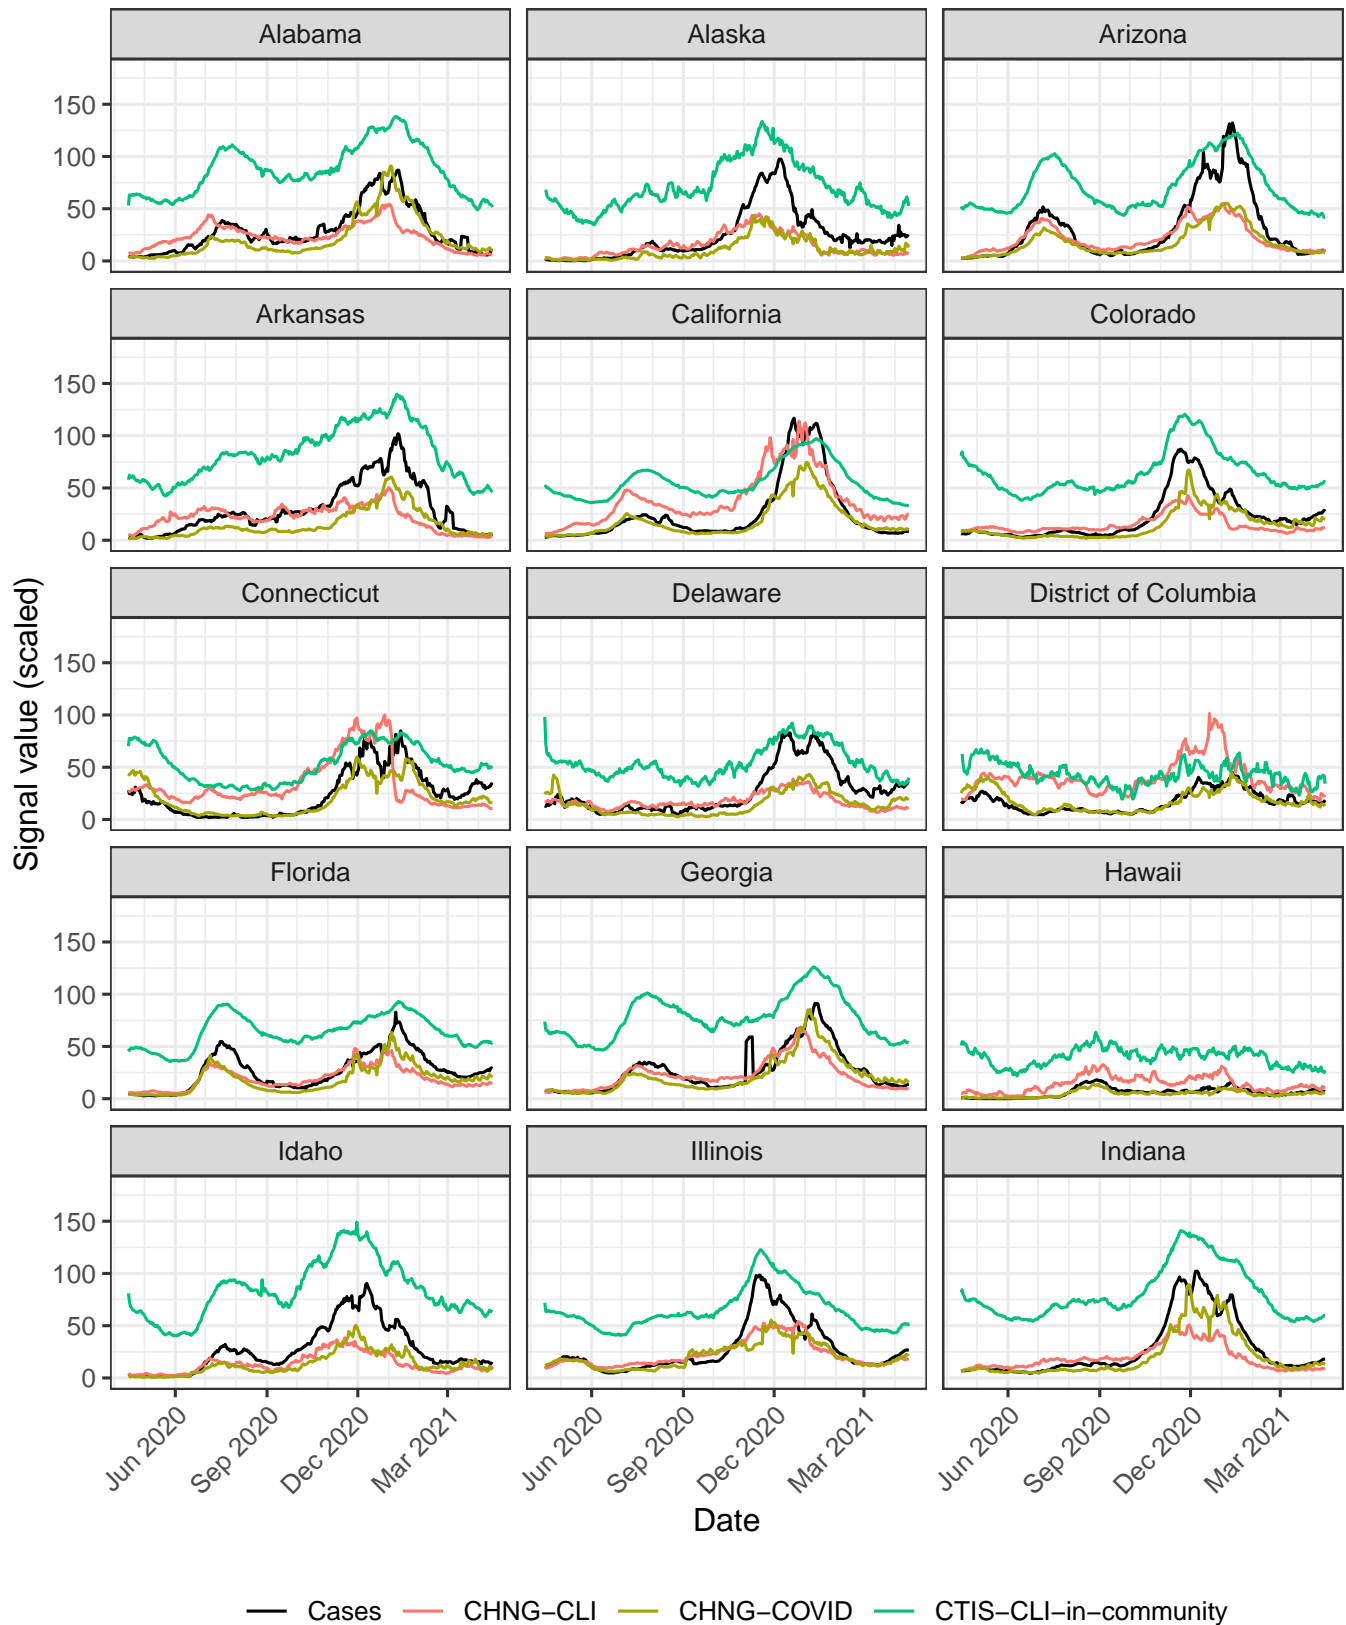 Alabama
Alaska
Arizona
150
100
50
0
Arkansas
California
Colorado
150
100
50
0
Connecticut
Delaware
District of Columbia
150
100
50
0
Florida
Georgia
Hawaii
150
100
50
0
Idaho
Illinois
Indiana
150
100
50
0
Signal value (scaled)
Jun 2020
Sep 2020
Dec 2020
Mar 2021
Jun 2020
Sep 2020
Dec 2020
Mar 2021
Jun 2020
Sep 2020
Dec 2020
Mar 2021
Date
Cases
CHNG−CLI
CHNG−COVID
CTIS−CLI−in−community